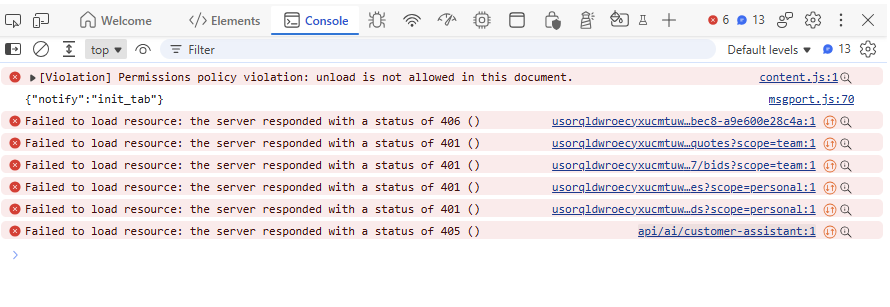 Welcome </> Elements Console 6 13
top Filter Default levels 13
[Violation] Permissions policy violation: unload is not allowed in this document. content.js:1
{"notify":"init_tab"} msgport.js:70
Failed to load resource: the server responded with a status of 406 () usorqldwroecyxucmtuw…bec8-a9e600e28c4a:1
Failed to load resource: the server responded with a status of 401 () usorqldwroecyxucmtuw…quotes?scope=team:1
Failed to load resource: the server responded with a status of 401 () usorqldwroecyxucmtuw…7/bids?scope=team:1
Failed to load resource: the server responded with a status of 401 () usorqldwroecyxucmtuw…es?scope=personal:1
Failed to load resource: the server responded with a status of 401 () usorqldwroecyxucmtuw…ds?scope=personal:1
Failed to load resource: the server responded with a status of 405 () api/ai/customer-assistant:1